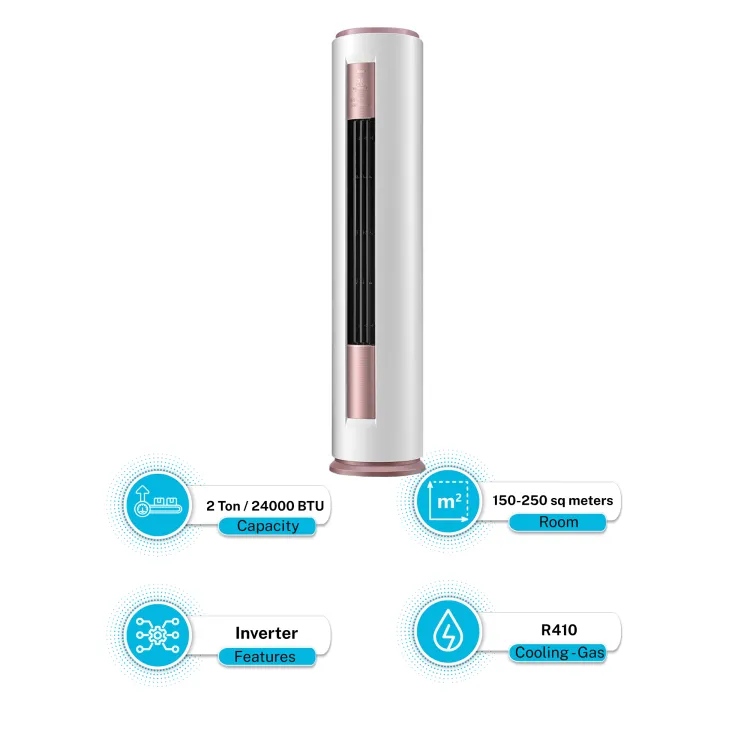 2 Ton / 24000 BTU
Capacity
m²
150-250 sq meters
Room
Inverter
Features
R410
Cooling-Gas